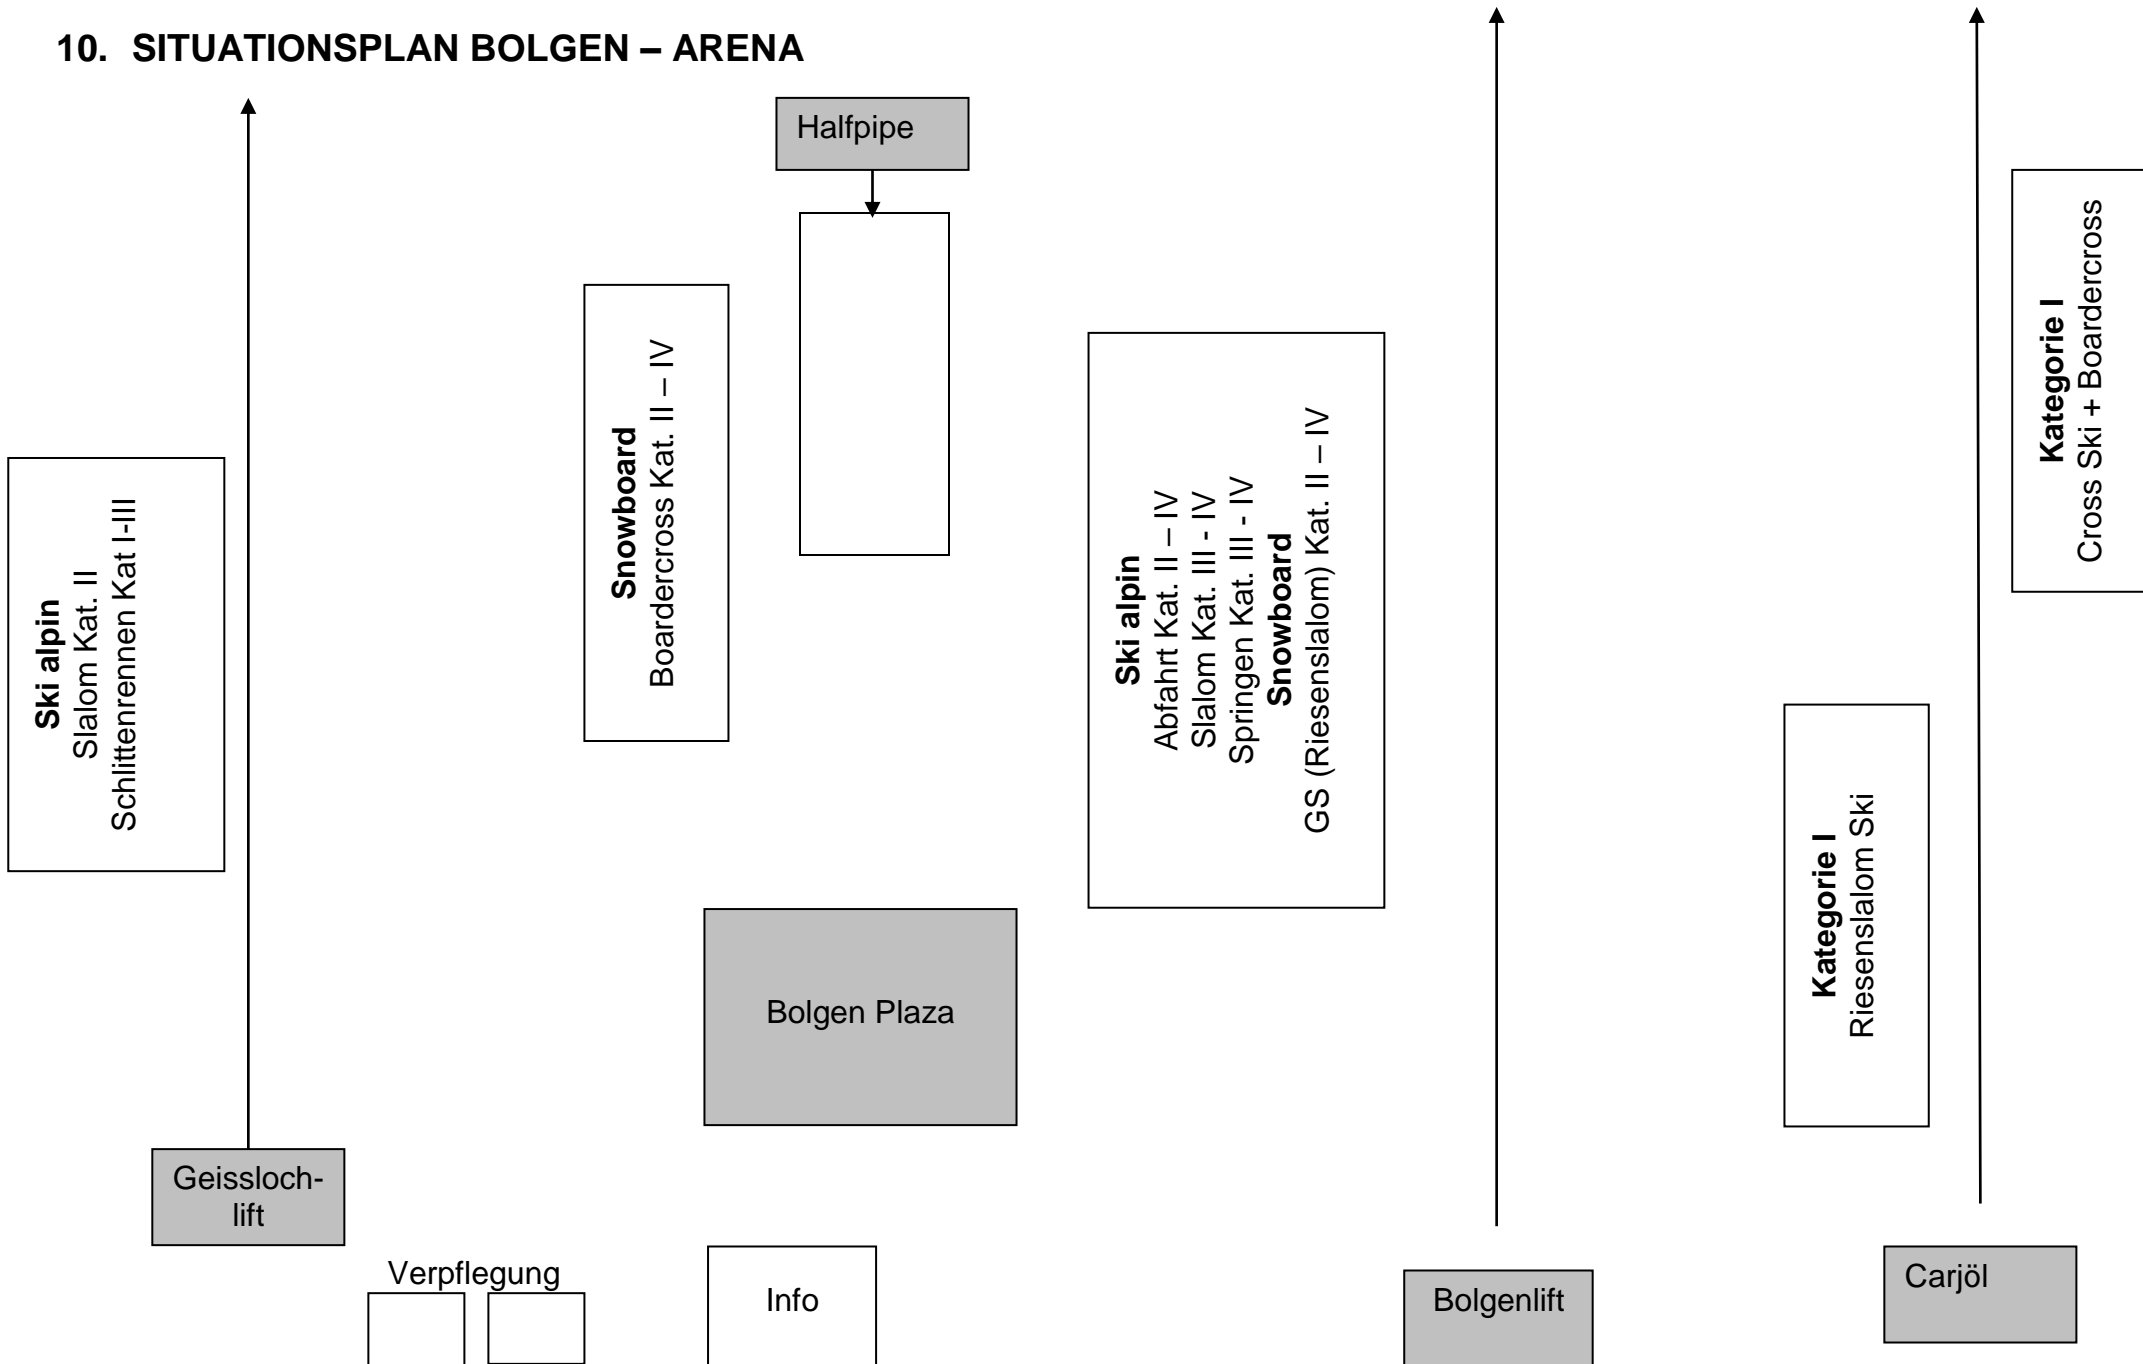 10. SITUATIONSPLAN BOLGEN – ARENA
Halfpipe
Ski alpin
Slalom Kat. II
Schlittenrennen Kat I-III
Snowboard
Boardercross Kat. II – IV
Ski alpin
Abfahrt Kat. II – IV
Slalom Kat. III - IV
Springen Kat. III - IV
Snowboard
GS (Riesenslalom) Kat. II – IV
Kategorie I
Riesenslalom Ski
Kategorie I
Cross Ski + Boardercross
Bolgen Plaza
Geissloch-
lift
Verpflegung
Info
Bolgenlift
Carjöl